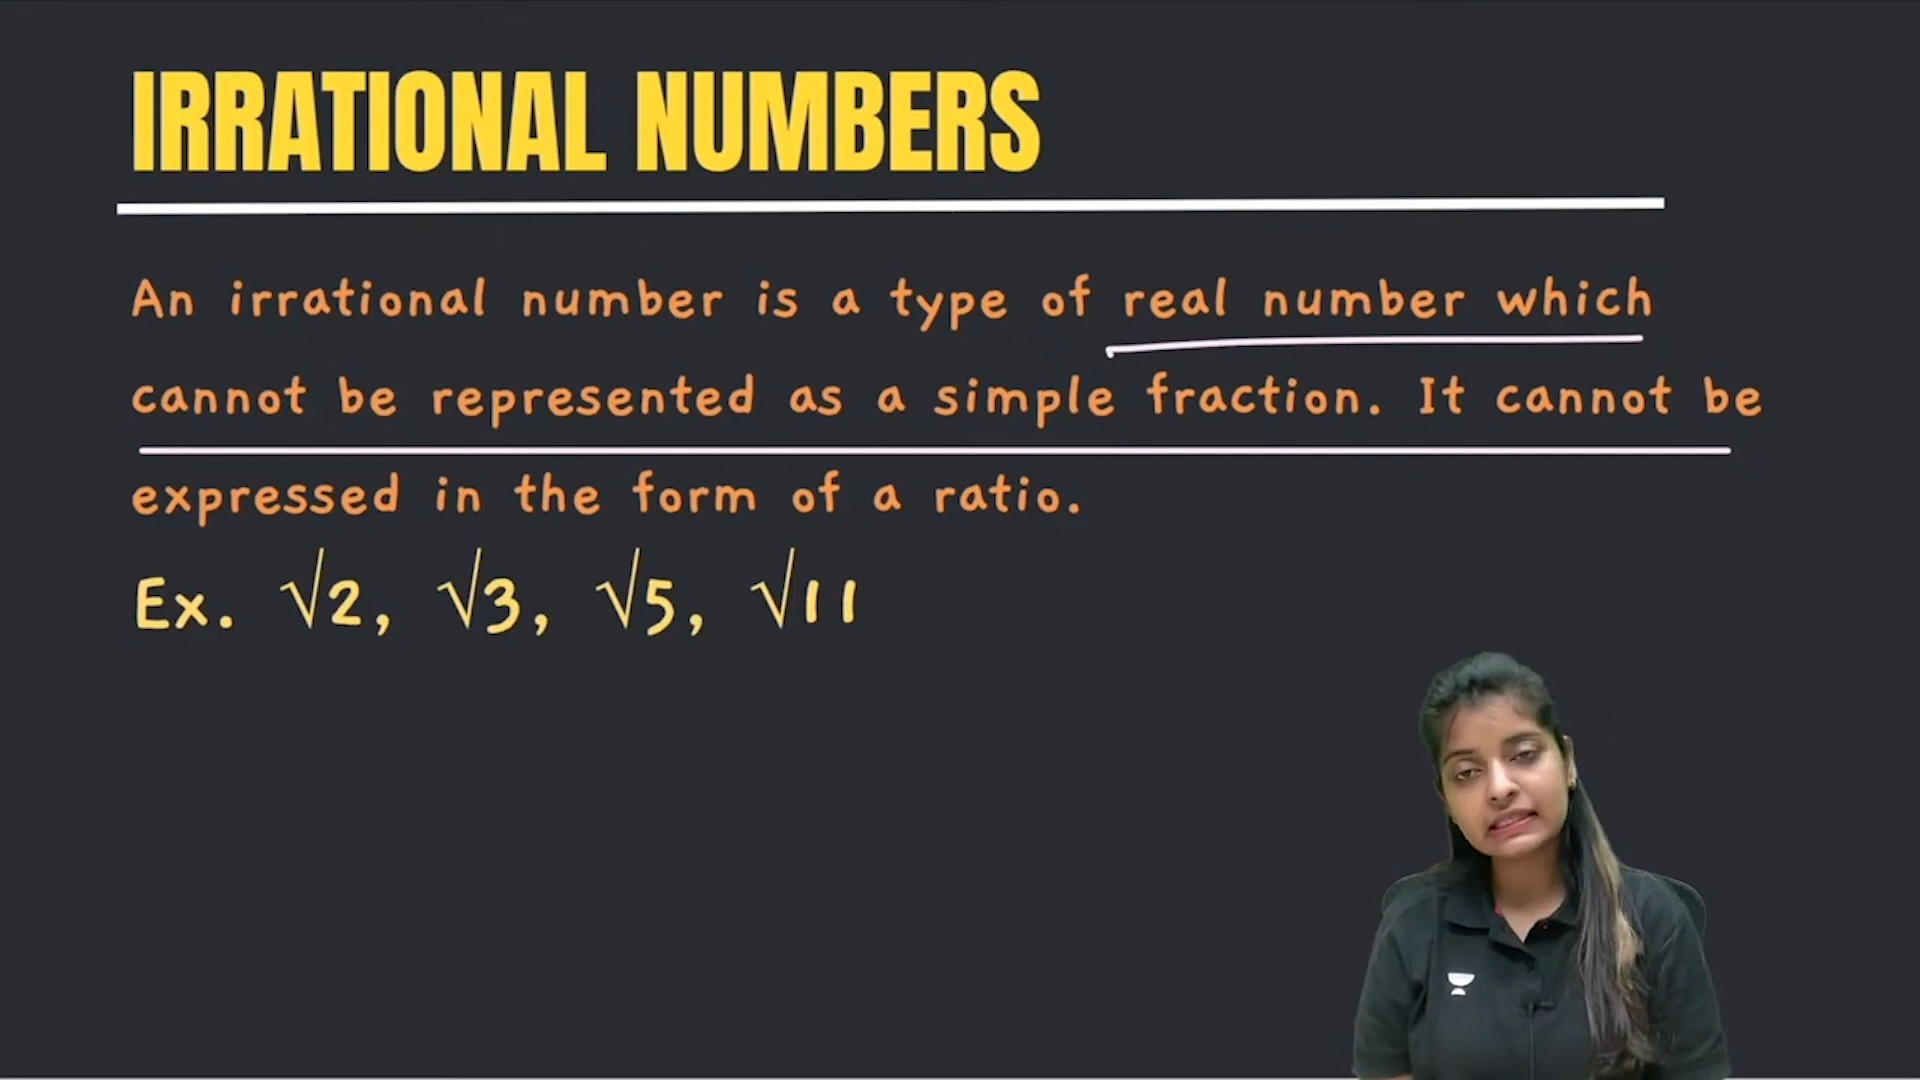 IRRATIONAL NUMBERS
An irrational number is a type of real number which
cannot be represented as a simple fraction. It cannot be
expressed in the form of a ratio.
Ex. √2, √3, √5, √11